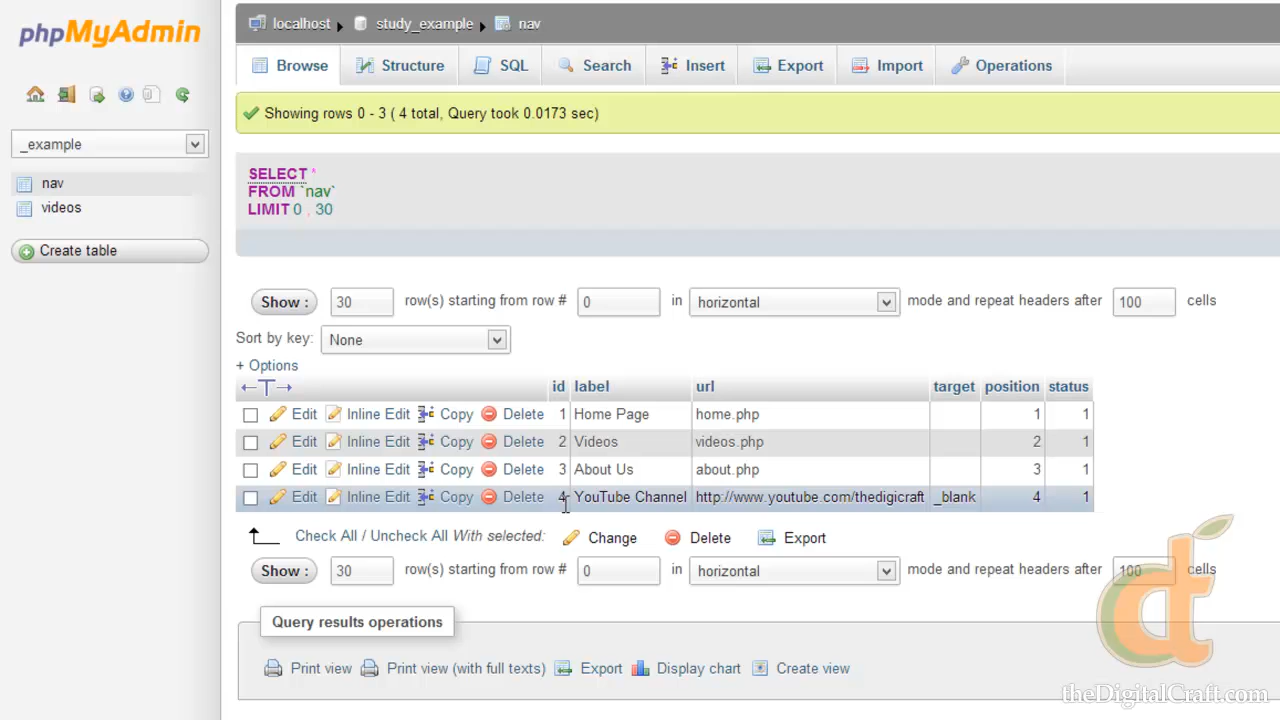 phpMyAdmin
localhost ▸ study_example ▸ nav
Browse Structure SQL Search Insert Export Import Operations
_example
nav
videos
Create table
Showing rows 0 - 3 ( 4 total, Query took 0.0173 sec)
SELECT *
FROM `nav`
LIMIT 0 , 30
Show : 30 row(s) starting from row # 0 in horizontal mode and repeat headers after 100 cells
Sort by key: None
+ Options
←T→ id label url target position status
Edit Inline Edit Copy Delete 1 Home Page home.php 1 1
Edit Inline Edit Copy Delete 2 Videos videos.php 2 1
Edit Inline Edit Copy Delete 3 About Us about.php 3 1
Edit Inline Edit Copy Delete 4 YouTube Channel http://www.youtube.com/thedigicraft _blank 4 1
Check All / Uncheck All With selected: Change Delete Export
Show : 30 row(s) starting from row # 0 in horizontal mode and repeat headers after 100 cells
Query results operations
Print view Print view (with full texts) Export Display chart Create view
theDigitalCraft.com